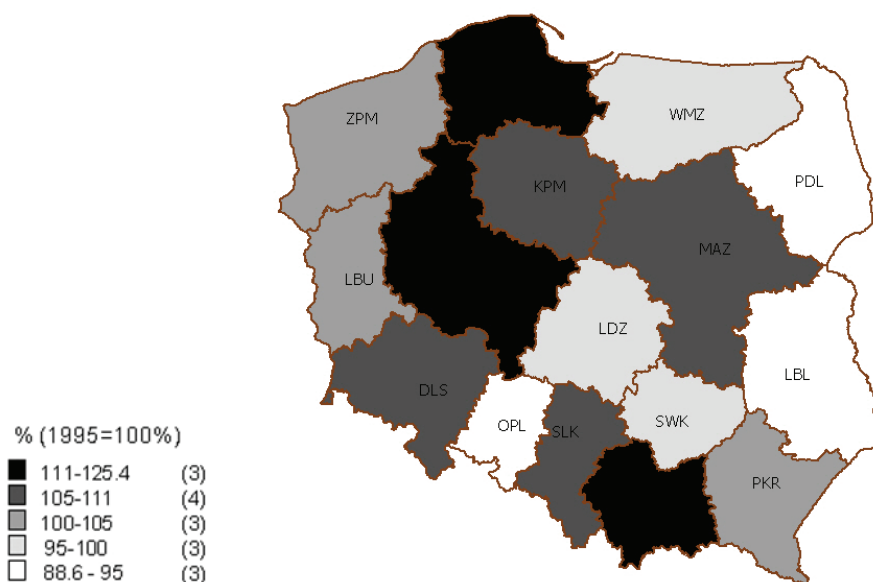 ZPM
WMZ
KPM
PDL
MAZ
LBU
LDZ
LBL
DLS
OPL
SLK
SWK
PKR
% (1995=100%)
111-125.4 (3)
105-111 (4)
100-105 (3)
95-100 (3)
88.6 - 95 (3)